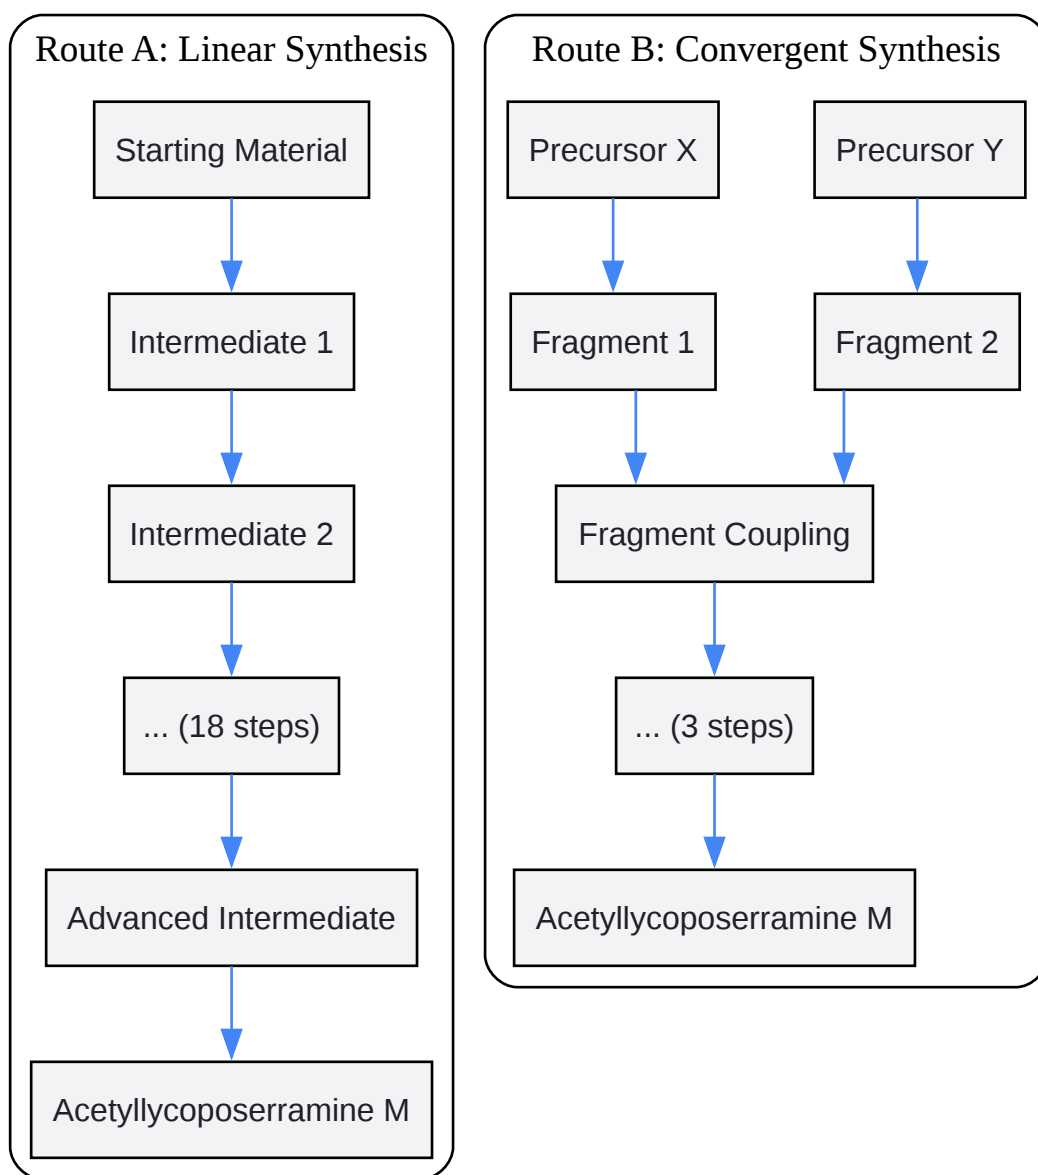 Route A: Linear Synthesis
Starting Material
Intermediate 1
Intermediate 2
... (18 steps)
Advanced Intermediate
Acetyllycoposerramine M
Route B: Convergent Synthesis
Precursor X
Precursor Y
Fragment 1
Fragment 2
Fragment Coupling
... (3 steps)
Acetyllycoposerramine M